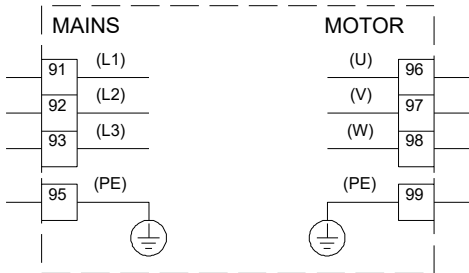 MAINS MOTOR
91 (L1) (U) 96
92 (L2) (V) 97
93 (L3) (W) 98
95 (PE) (PE) 99